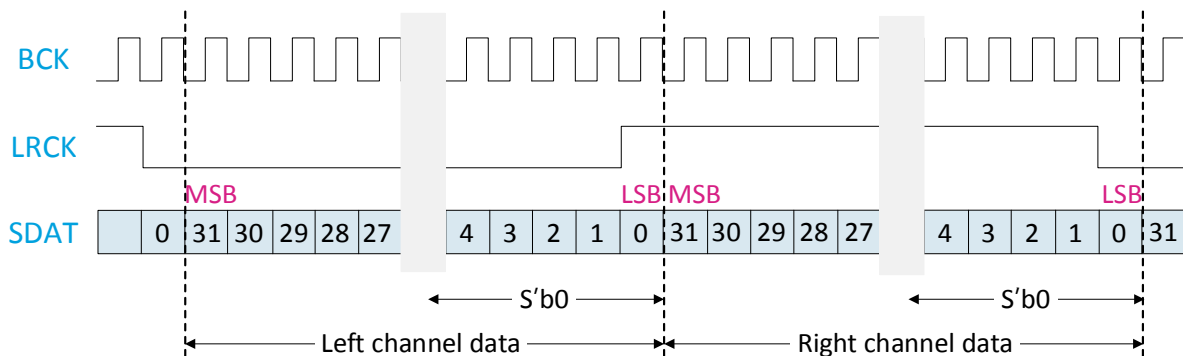 BCK
LRCK
MSB LSB MSB LSB
SDAT 0 31 30 29 28 27 4 3 2 1 0 31 30 29 28 27 4 3 2 1 0 31
S'b0 S'b0
Left channel data Right channel data